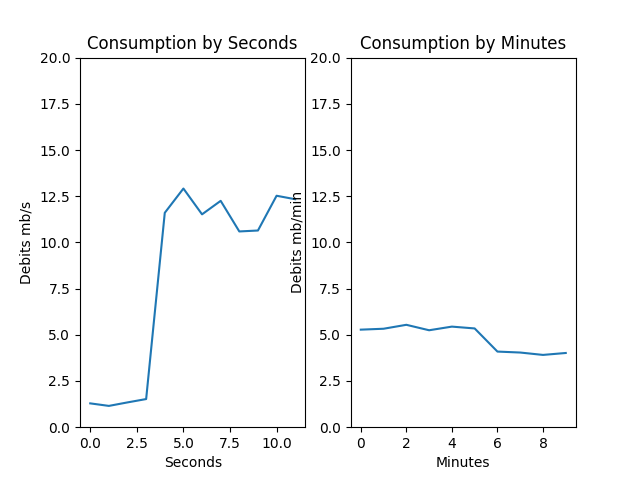 Consumption by Seconds
Consumption by Minutes
20.0
17.5
15.0
12.5
10.0
7.5
5.0
2.5
0.0
Debits mb/s
0.0 2.5 5.0 7.5 10.0
Seconds
20.0
17.5
15.0
12.5
10.0
7.5
5.0
2.5
0.0
Debits mb/min
0 2 4 6 8
Minutes